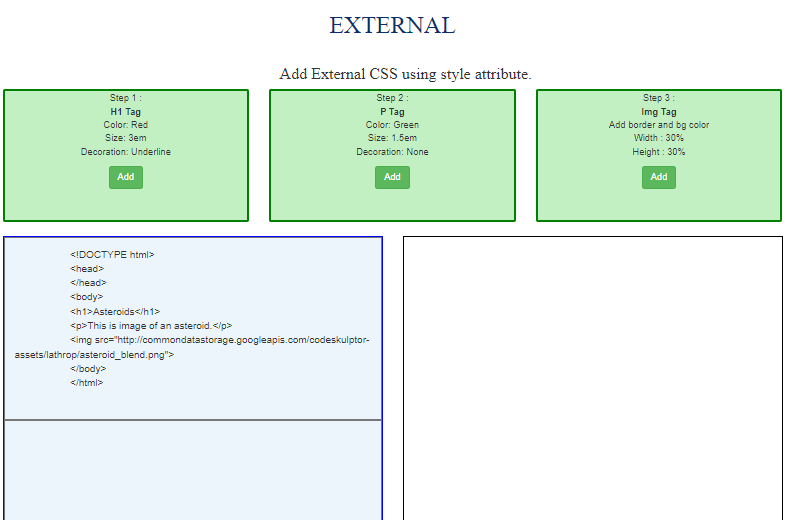 EXTERNAL
Add External CSS using style attribute.
Step 1 :
H1 Tag
Color: Red
Size: 3em
Decoration: Underline
Add
Step 2 :
P Tag
Color: Green
Size: 1.5em
Decoration: None
Add
Step 3 :
Img Tag
Add border and bg color
Width : 30%
Height : 30%
Add
<!DOCTYPE html>
<head>
</head>
<body>
<h1>Asteroids</h1>
<p>This is image of an asteroid.</p>
<img src="http://commondatastorage.googleapis.com/codeskulptor-
assets/lathrop/asteroid_blend.png">
</body>
</html>